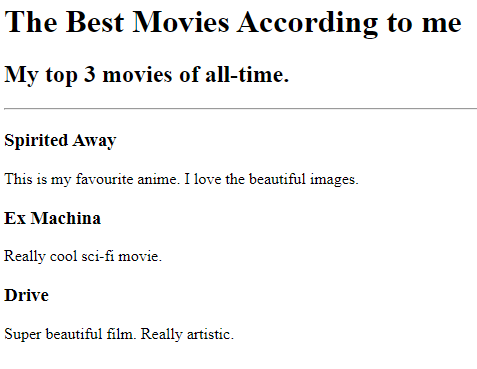 The Best Movies According to me
My top 3 movies of all-time.
Spirited Away
This is my favourite anime. I love the beautiful images.
Ex Machina
Really cool sci-fi movie.
Drive
Super beautiful film. Really artistic.